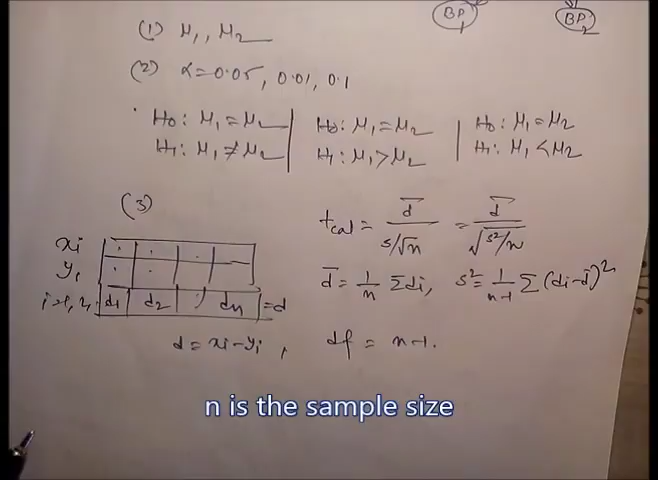 BP1 BP2
(1) μ1, μ2
(2) α=0.05, 0.01, 0.1
H0: μ1=μ2 | H0: μ1=μ2 | H0: μ1=μ2
H1: μ1≠μ2 | H1: μ1>μ2 | H1: μ1<μ2
(3)
tcal = d̄ / (s/√n) = d̄ / √(s²/n)
xi
yi
d1 d2 dn =d
d̄ = 1/n Σdi, s² = 1/(n-1) Σ(di-d̄)²
d = xi-yi, df = n-1.
n is the sample size